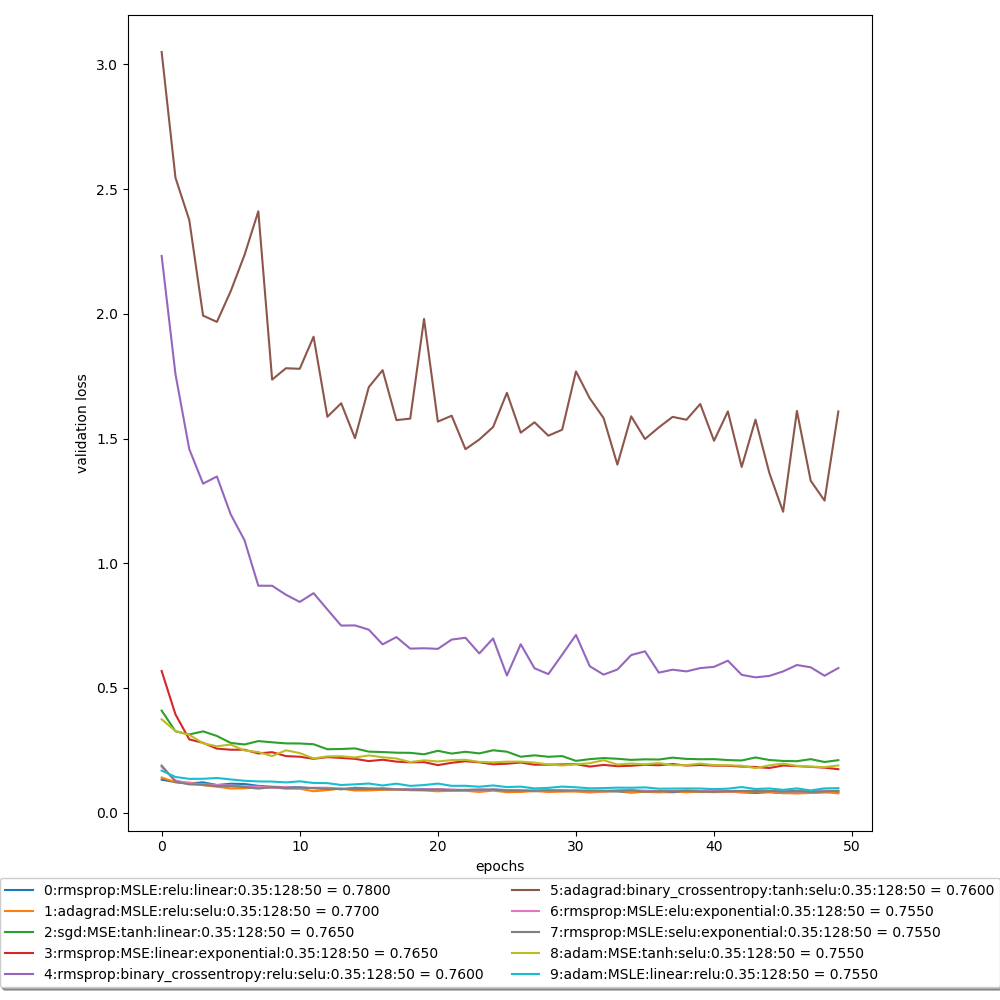 3.0
2.5
2.0
1.5
1.0
0.5
0.0
validation loss
0 10 20 30 40 50
epochs
0:rmsprop:MSLE:relu:linear:0.35:128:50 = 0.7800
1:adagrad:MSLE:relu:selu:0.35:128:50 = 0.7700
2:sgd:MSE:tanh:linear:0.35:128:50 = 0.7650
3:rmsprop:MSE:linear:exponential:0.35:128:50 = 0.7650
4:rmsprop:binary_crossentropy:relu:selu:0.35:128:50 = 0.7600
5:adagrad:binary_crossentropy:tanh:selu:0.35:128:50 = 0.7600
6:rmsprop:MSLE:elu:exponential:0.35:128:50 = 0.7550
7:rmsprop:MSLE:selu:exponential:0.35:128:50 = 0.7550
8:adam:MSE:tanh:selu:0.35:128:50 = 0.7550
9:adam:MSLE:linear:relu:0.35:128:50 = 0.7550